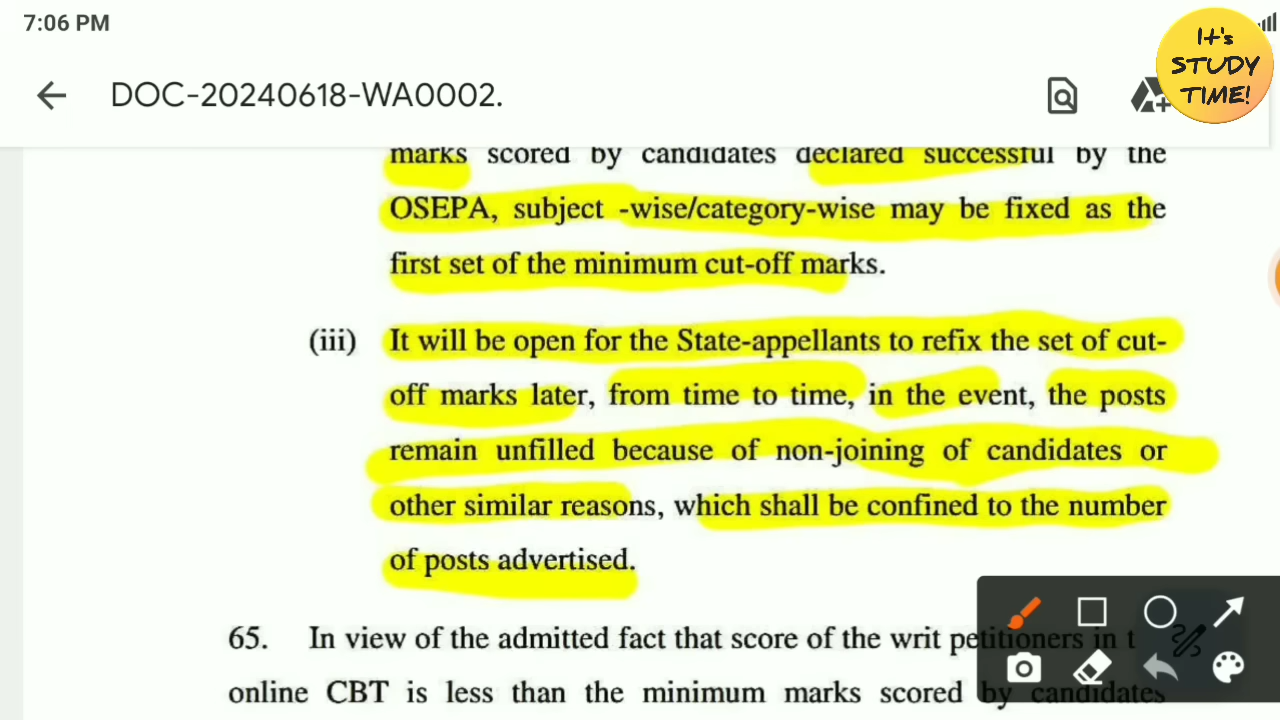 7:06 PM
It's
STUDY
TIME!
DOC-20240618-WA0002.
marks scored by candidates declared successful by the
OSEPA, subject -wise/category-wise may be fixed as the
first set of the minimum cut-off marks.
(iii) It will be open for the State-appellants to refix the set of cut-
off marks later, from time to time, in the event, the posts
remain unfilled because of non-joining of candidates or
other similar reasons, which shall be confined to the number
of posts advertised.
65. In view of the admitted fact that score of the writ petitioners in t
online CBT is less than the minimum marks scored by candidates